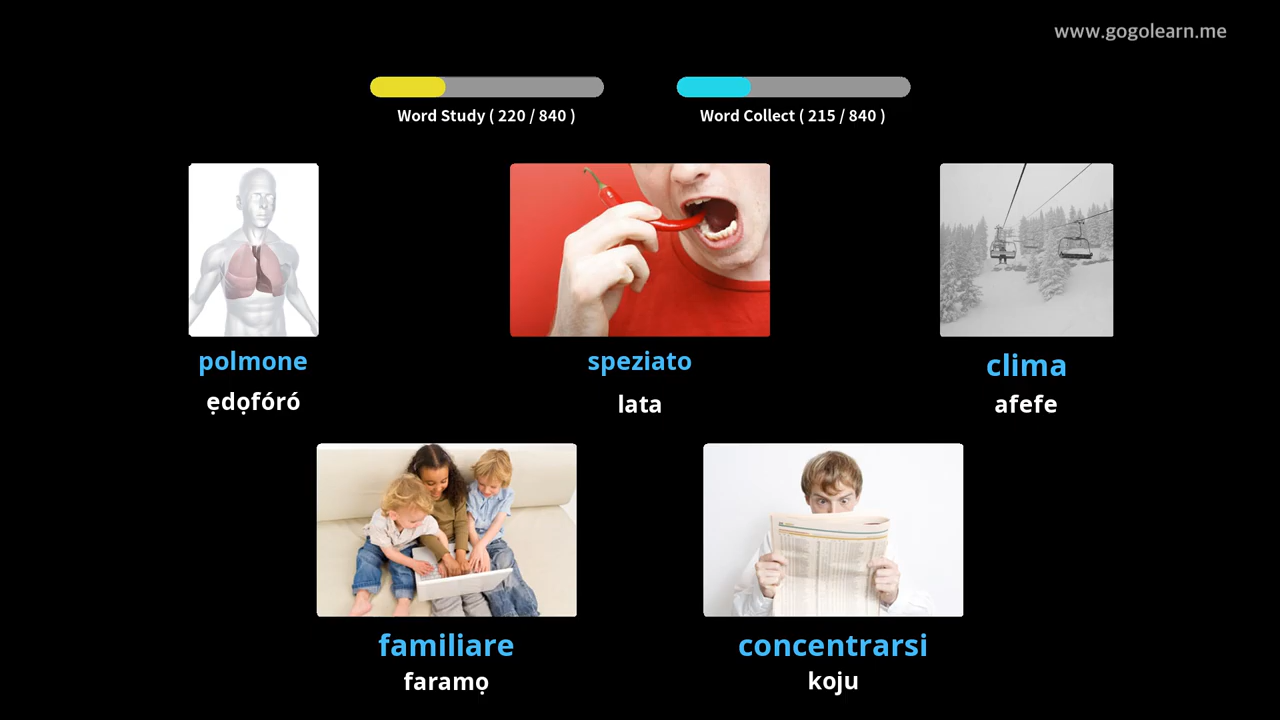 www.gogolearn.me
Word Study ( 220 / 840 )
Word Collect ( 215 / 840 )
polmone
ẹdọfóró
speziato
lata
clima
afefe
familiare
faramọ
concentrarsi
koju